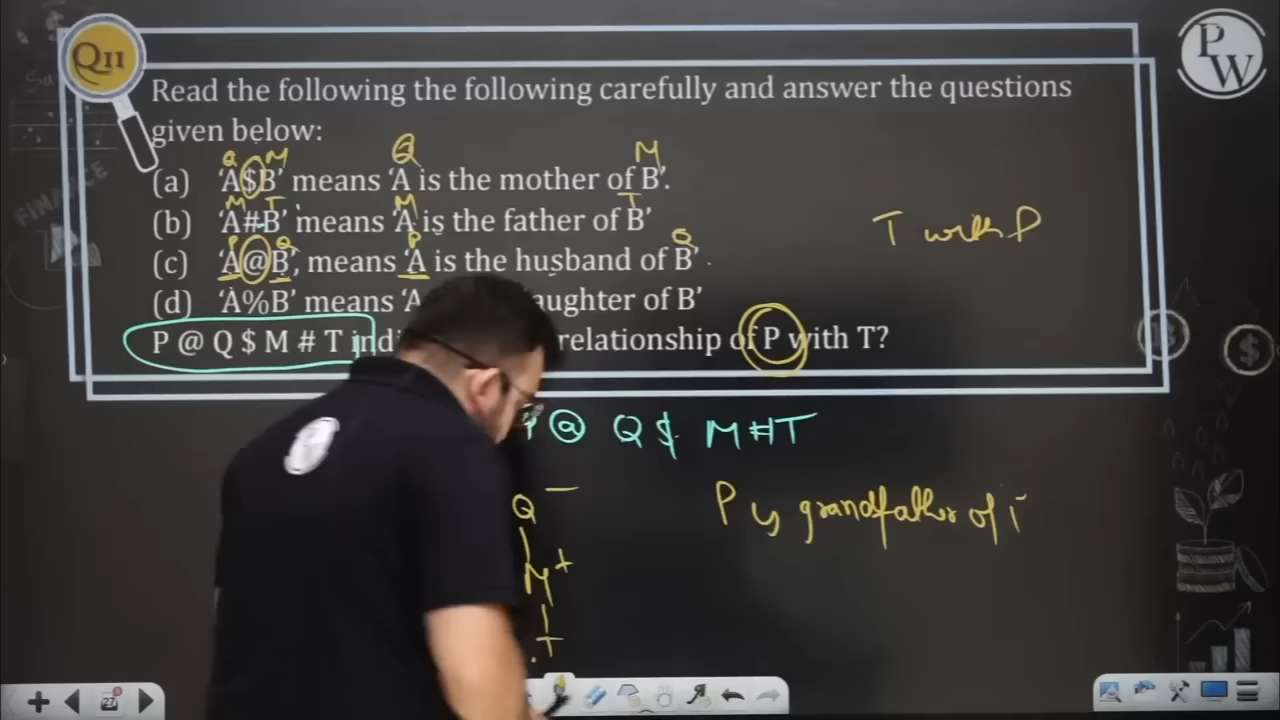 Q11
PW
Read the following the following carefully and answer the questions
given below:
Q M Q M
(a) 'A$B' means 'A is the mother of B'.
M T M T
(b) 'A#B' means 'A is the father of B'
P Q P Q
(c) 'A@B', means 'A is the husband of B'.
T with P
(d) 'A%B' means 'A aughter of B'
P @ Q $ M # T indi relationship of P with T?
@ Q $ M # T
Q −
P is grandfather of T
M +
T
27